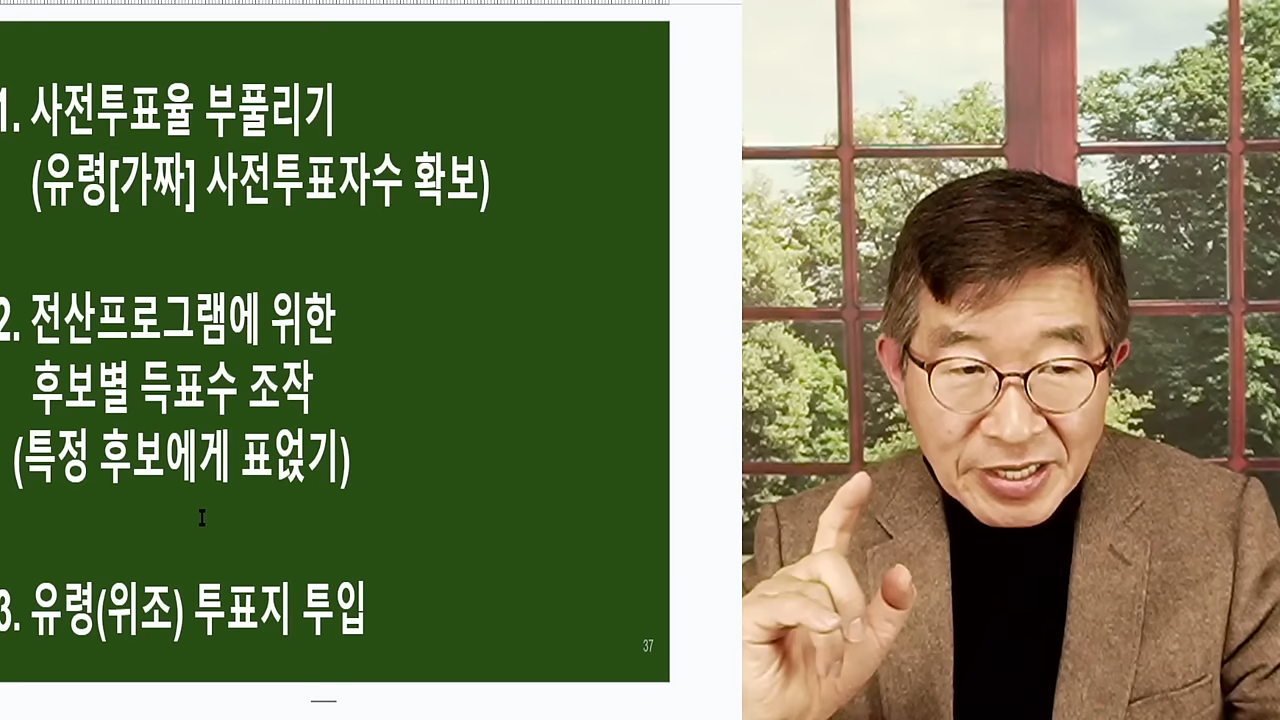 1. 사전투표율 부풀리기
(유령[가짜] 사전투표자수 확보)
2. 전산프로그램에 위한
후보별 득표수 조작
(특정 후보에게 표얹기)
3. 유령(위조) 투표지 투입
37